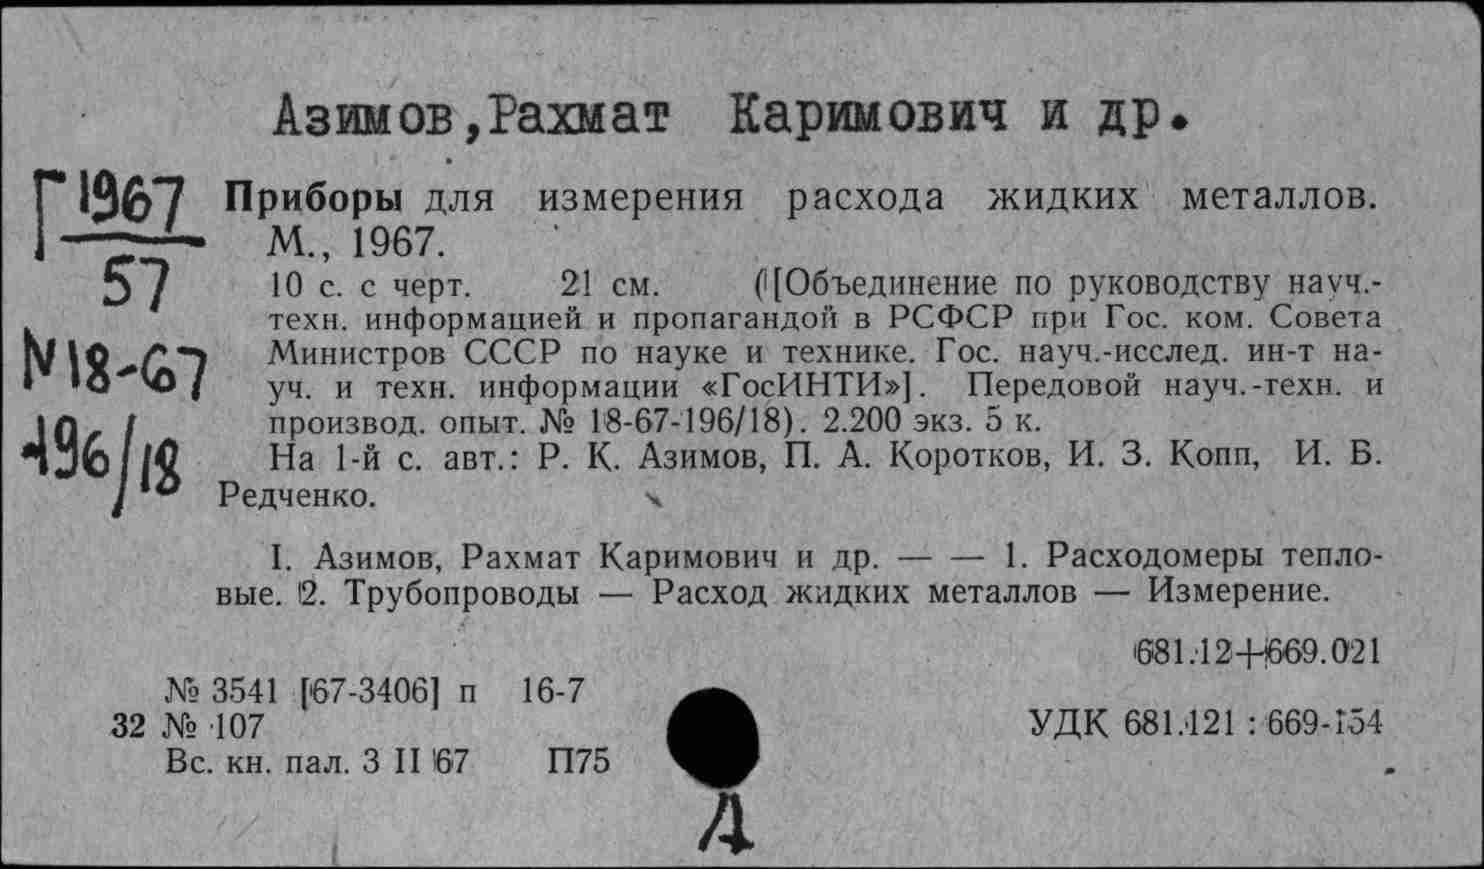 Азимов,Рахмат Каримович и др.
Г 1967
57
N 18-67
196/18
Приборы для измерения расхода жидких металлов.
М., 1967.
10 с. с черт. 21 см. ([Объединение по руководству науч.-
техн. информацией и пропагандой в РСФСР при Гос. ком. Совета
Министров СССР по науке и технике. Гос. науч.-исслед. ин-т на-
уч. и техн. информации «ГосИНТИ»]. Передовой науч.-техн. и
производ. опыт. № 18-67-196/18). 2.200 экз. 5 к.
На 1-й с. авт.: Р. К. Азимов, П. А. Коротков, И. З. Копп, И. Б.
Редченко.
I. Азимов, Рахмат Каримович и др. — — 1. Расходомеры тепло-
вые. 2. Трубопроводы — Расход жидких металлов — Измерение.
681.12+669.021
№ 3541 [67-3406] п 16-7
32 № 107
УДК 681.121 : 669-154
Вс. кн. пал. 3 II 67 П75
Д